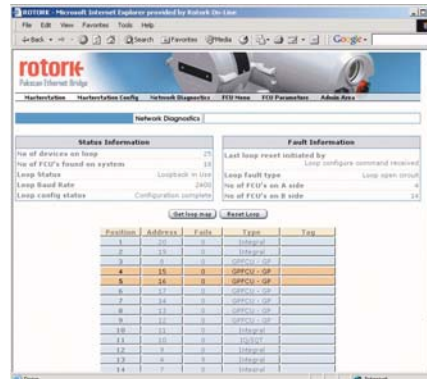 ROTORK - Microsoft Internet Explorer provided by Rotork On-Line
File Edit View Favorites Tools Help
Back Search Favorites Media
Google
rotork
Pakscan Ethernet Bridge
Masterstation Masterstation Config Network Diagnostics FCU Menu FCU Parameters Admin Area
Network Diagnostics
Status Information
No of devices on loop 25
No of FCU's found on system 18
Loop Status Loopback in Use
Loop Baud Rate 2400
Loop config status Configuration complete
Fault Information
Last loop reset initiated by
Loop configure command received
Loop fault type Loop open circuit
No of FCU's on A side 4
No of FCU's on B side 14
Get loop map Reset Loop
Position Address Fails Type Tag
1 20 0 Integral
2 19 0 Integral
3 8 0 GPFCU - GP
4 15 0 GPFCU - GP
5 16 0 GPFCU - GP
6 17 0 GPFCU - GP
7 14 0 GPFCU - GP
8 13 0 GPFCU - GP
9 12 0 GPFCU - GP
10 11 0 Integral
11 10 0 IQ/IQT
12 9 0 Integral
13 0 Integral
14 7 0 Integral
Internet